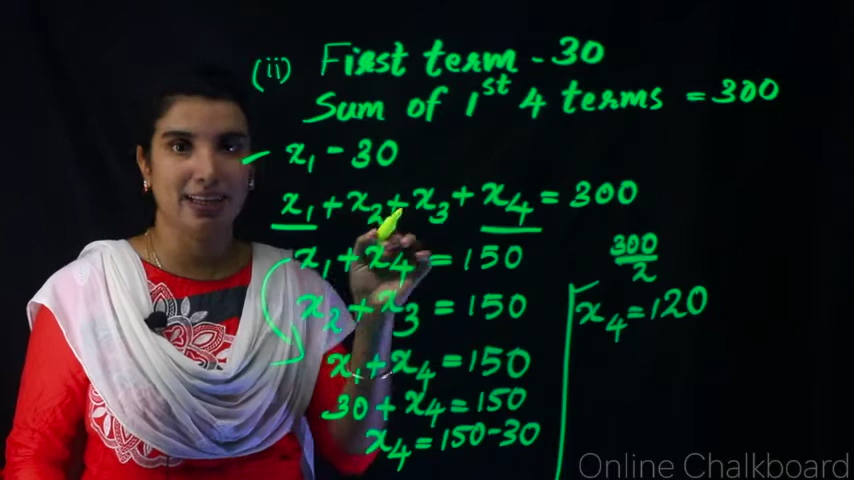 (ii) First term - 30
Sum of 1st 4 terms = 300
x₁ - 30
x₁ + x₂ + x₃ + x₄ = 300
x₁ + x₄ = 150
x₂ + x₃ = 150
x₁ + x₄ = 150
30 + x₄ = 150
x₄ = 150 - 30
300/2
x₄ = 120
Online Chalkboard